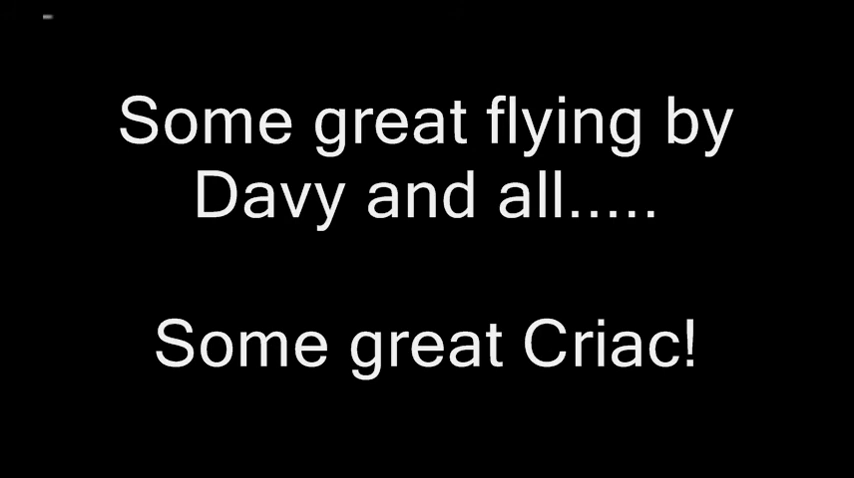 Some great flying by
Davy and all.....
Some great Criac!